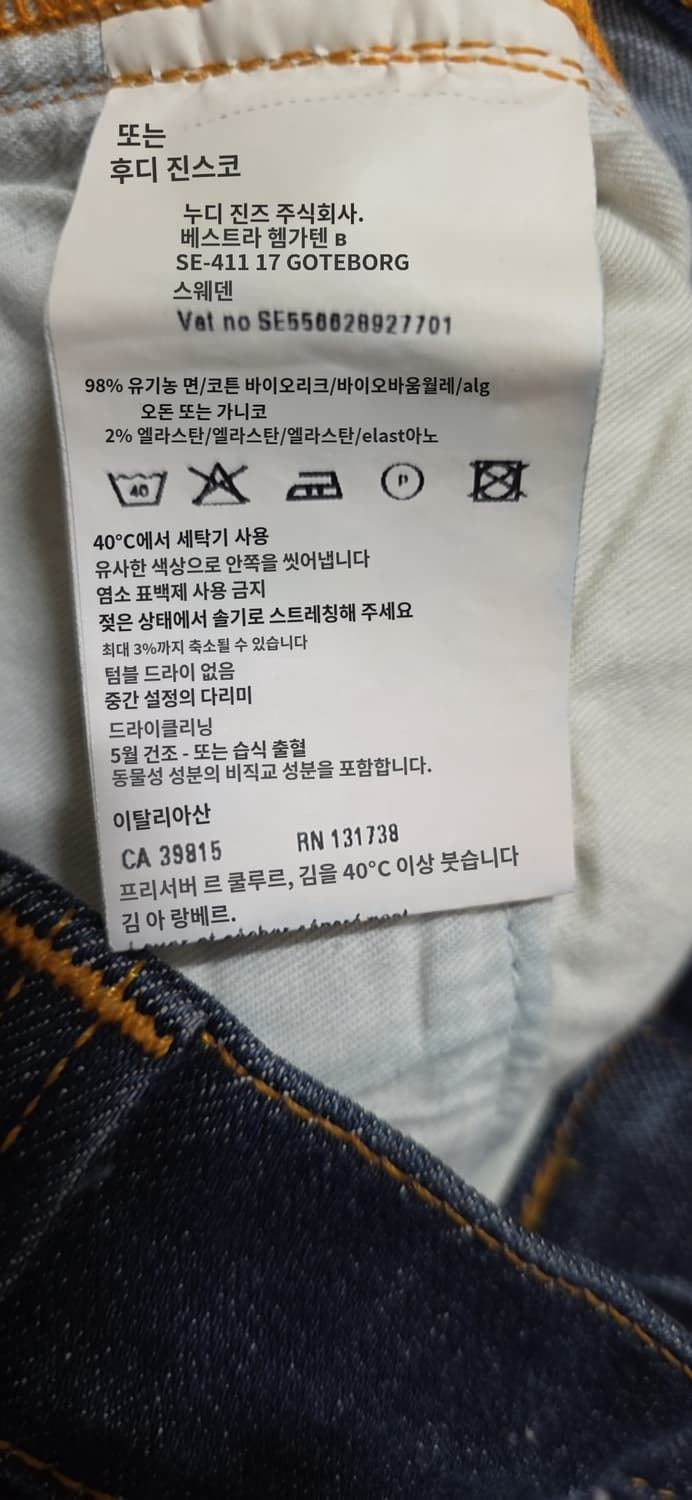 또는
후디 진스코
누디 진즈 주식회사.
베스트라 헴가텐 B
SE-411 17 GOTEBORG
스웨덴
Vat no SE556628927701
98% 유기농 면/코튼 바이오리크/바이오바움월레/alg
오돈 또는 가니코
2% 엘라스탄/엘라스탄/엘라스탄/elast아노
40
P
40°C에서 세탁기 사용
유사한 색상으로 안쪽을 씻어냅니다
염소 표백제 사용 금지
젖은 상태에서 솔기로 스트레칭해 주세요
최대 3%까지 축소될 수 있습니다
텀블 드라이 없음
중간 설정의 다리미
드라이클리닝
5월 건조 - 또는 습식 출혈
동물성 성분의 비직교 성분을 포함합니다.
이탈리아산
CA 39815 RN 131738
프리서버 르 쿨루르, 김을 40°C 이상 붓습니다
김 아 랑베르.